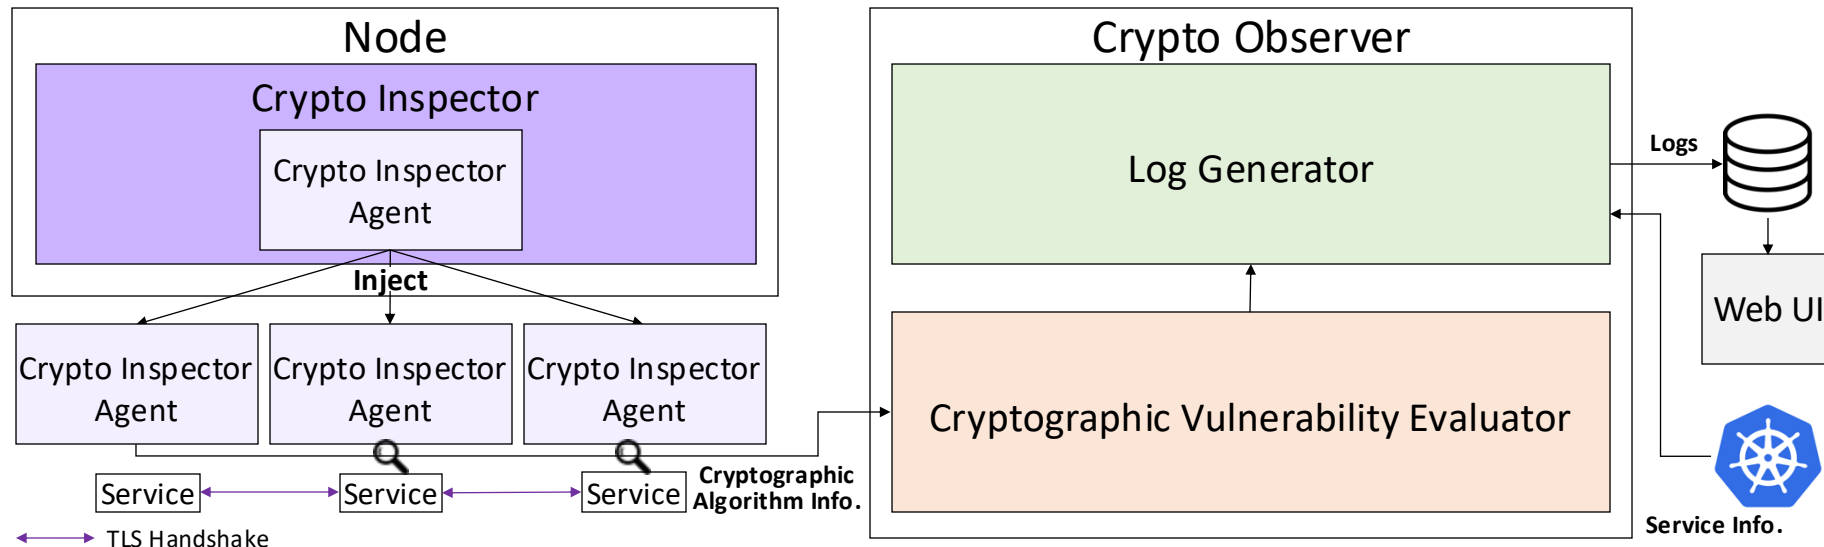 Node
Crypto Inspector
Crypto Inspector
Agent
Inject
Crypto Inspector
Agent
Crypto Inspector
Agent
Crypto Inspector
Agent
Service
Service
Service
Cryptographic
Algorithm Info.
TLS Handshake
Crypto Observer
Log Generator
Cryptographic Vulnerability Evaluator
Logs
Web UI
Service Info.